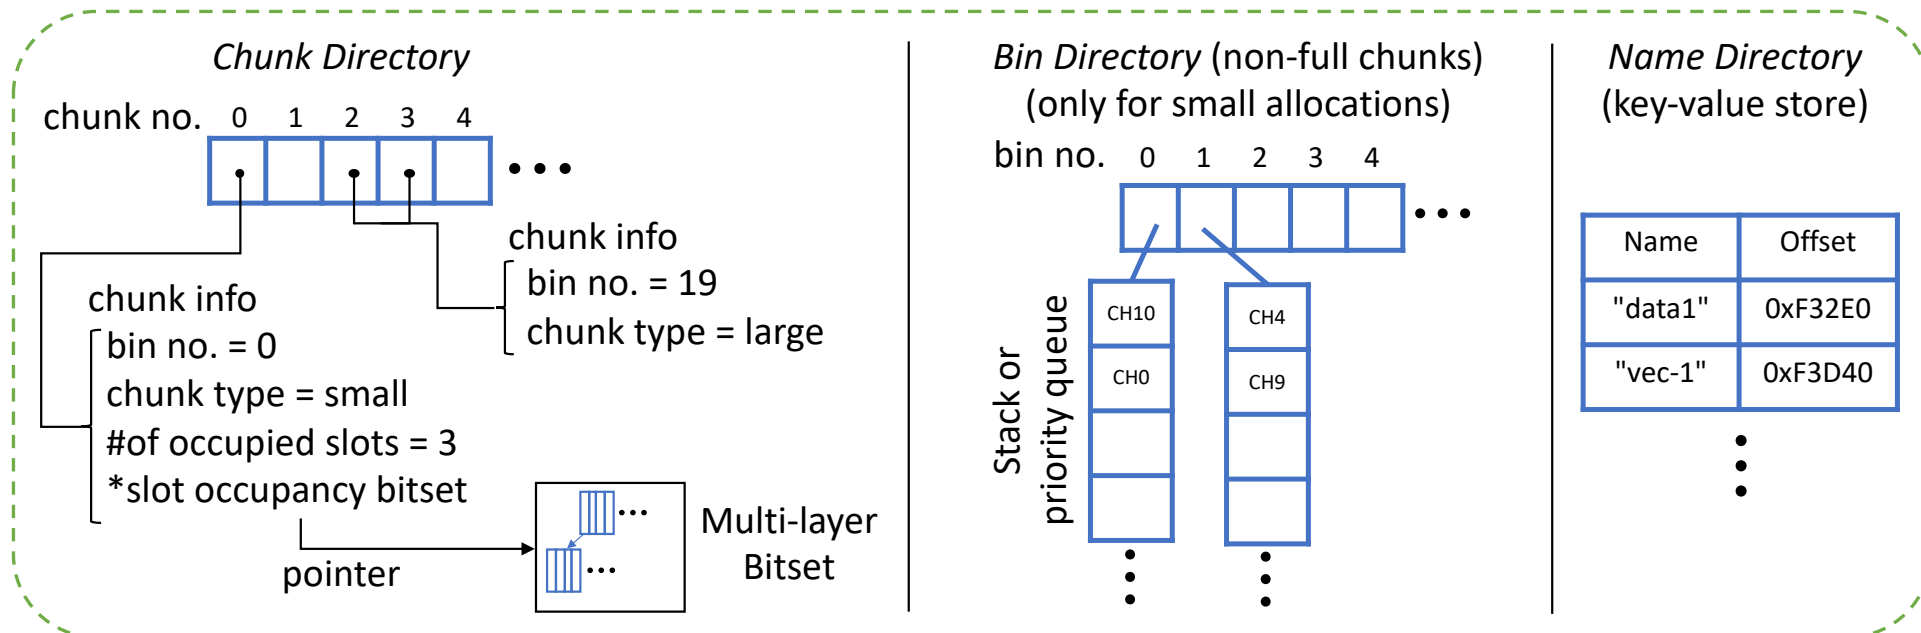 Chunk Directory
chunk no. 0 1 2 3 4
chunk info
bin no. = 19
chunk type = large
chunk info
bin no. = 0
chunk type = small
#of occupied slots = 3
*slot occupancy bitset
pointer
Multi-layer
Bitset
Bin Directory (non-full chunks)
(only for small allocations)
bin no. 0 1 2 3 4
Stack or
priority queue
CH10
CH0
CH4
CH9
Name Directory
(key-value store)
Name Offset
"data1" 0xF32E0
"vec-1" 0xF3D40